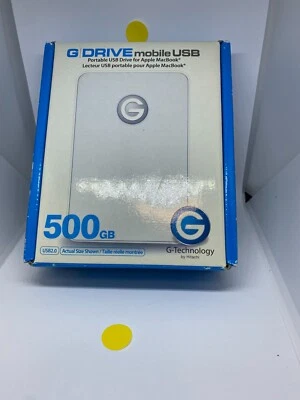 G DRIVE mobile USB
Portable USB Drive for Apple MacBook®
Lecteur USB portable pour Apple MacBook®
G
500GB
USB2.0 Actual Size Shown / Taille réelle montrée
G
G-Technology
by Hitachi